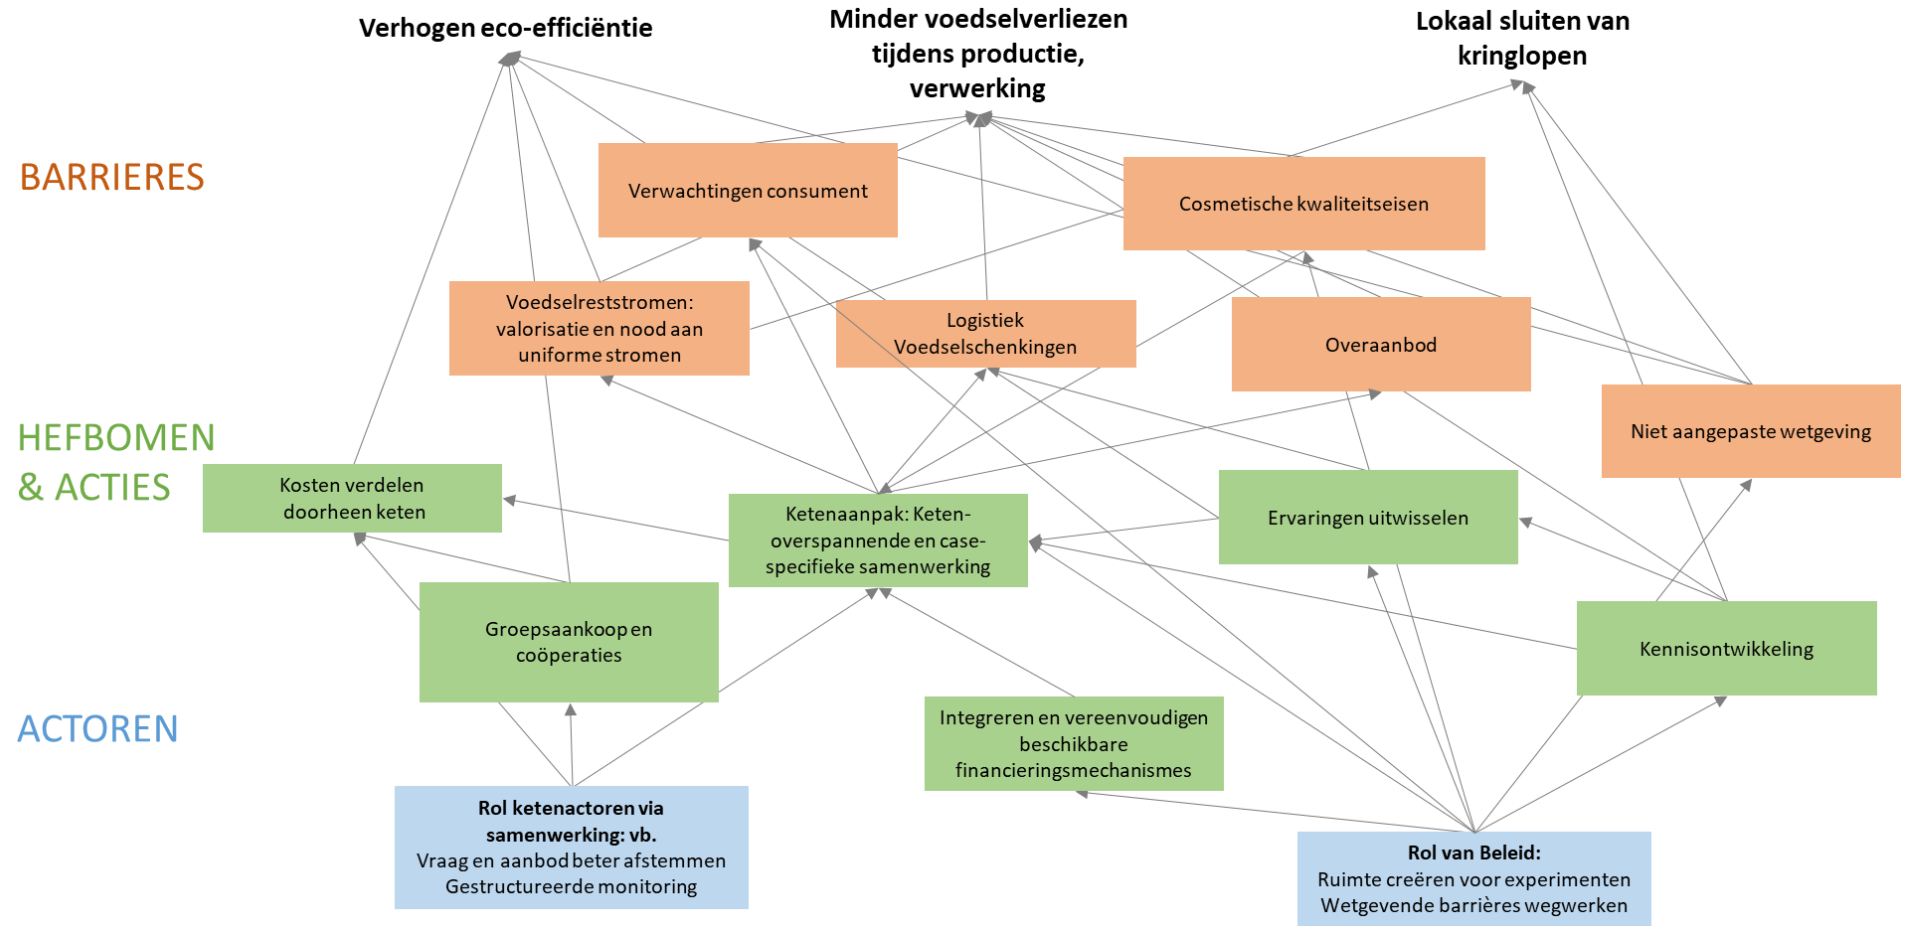 Verhogen eco-efficiëntie
Minder voedselverliezen
tijdens productie,
verwerking
Lokaal sluiten van
kringlopen
BARRIERES
Verwachtingen consument
Cosmetische kwaliteitseisen
Voedselreststromen:
valorisatie en nood aan
uniforme stromen
Logistiek
Voedselschenkingen
Overaanbod
Niet aangepaste wetgeving
HEFBOMEN
& ACTIES
Kosten verdelen
doorheen keten
Ketenaanpak: Keten-
overspannende en case-
specifieke samenwerking
Ervaringen uitwisselen
Groepsaankoop en
coöperaties
Kennisontwikkeling
Integreren en vereenvoudigen
beschikbare
financieringsmechanismes
ACTOREN
Rol ketenactoren via
samenwerking: vb.
Vraag en aanbod beter afstemmen
Gestructureerde monitoring
Rol van Beleid:
Ruimte creëren voor experimenten
Wetgevende barrières wegwerken